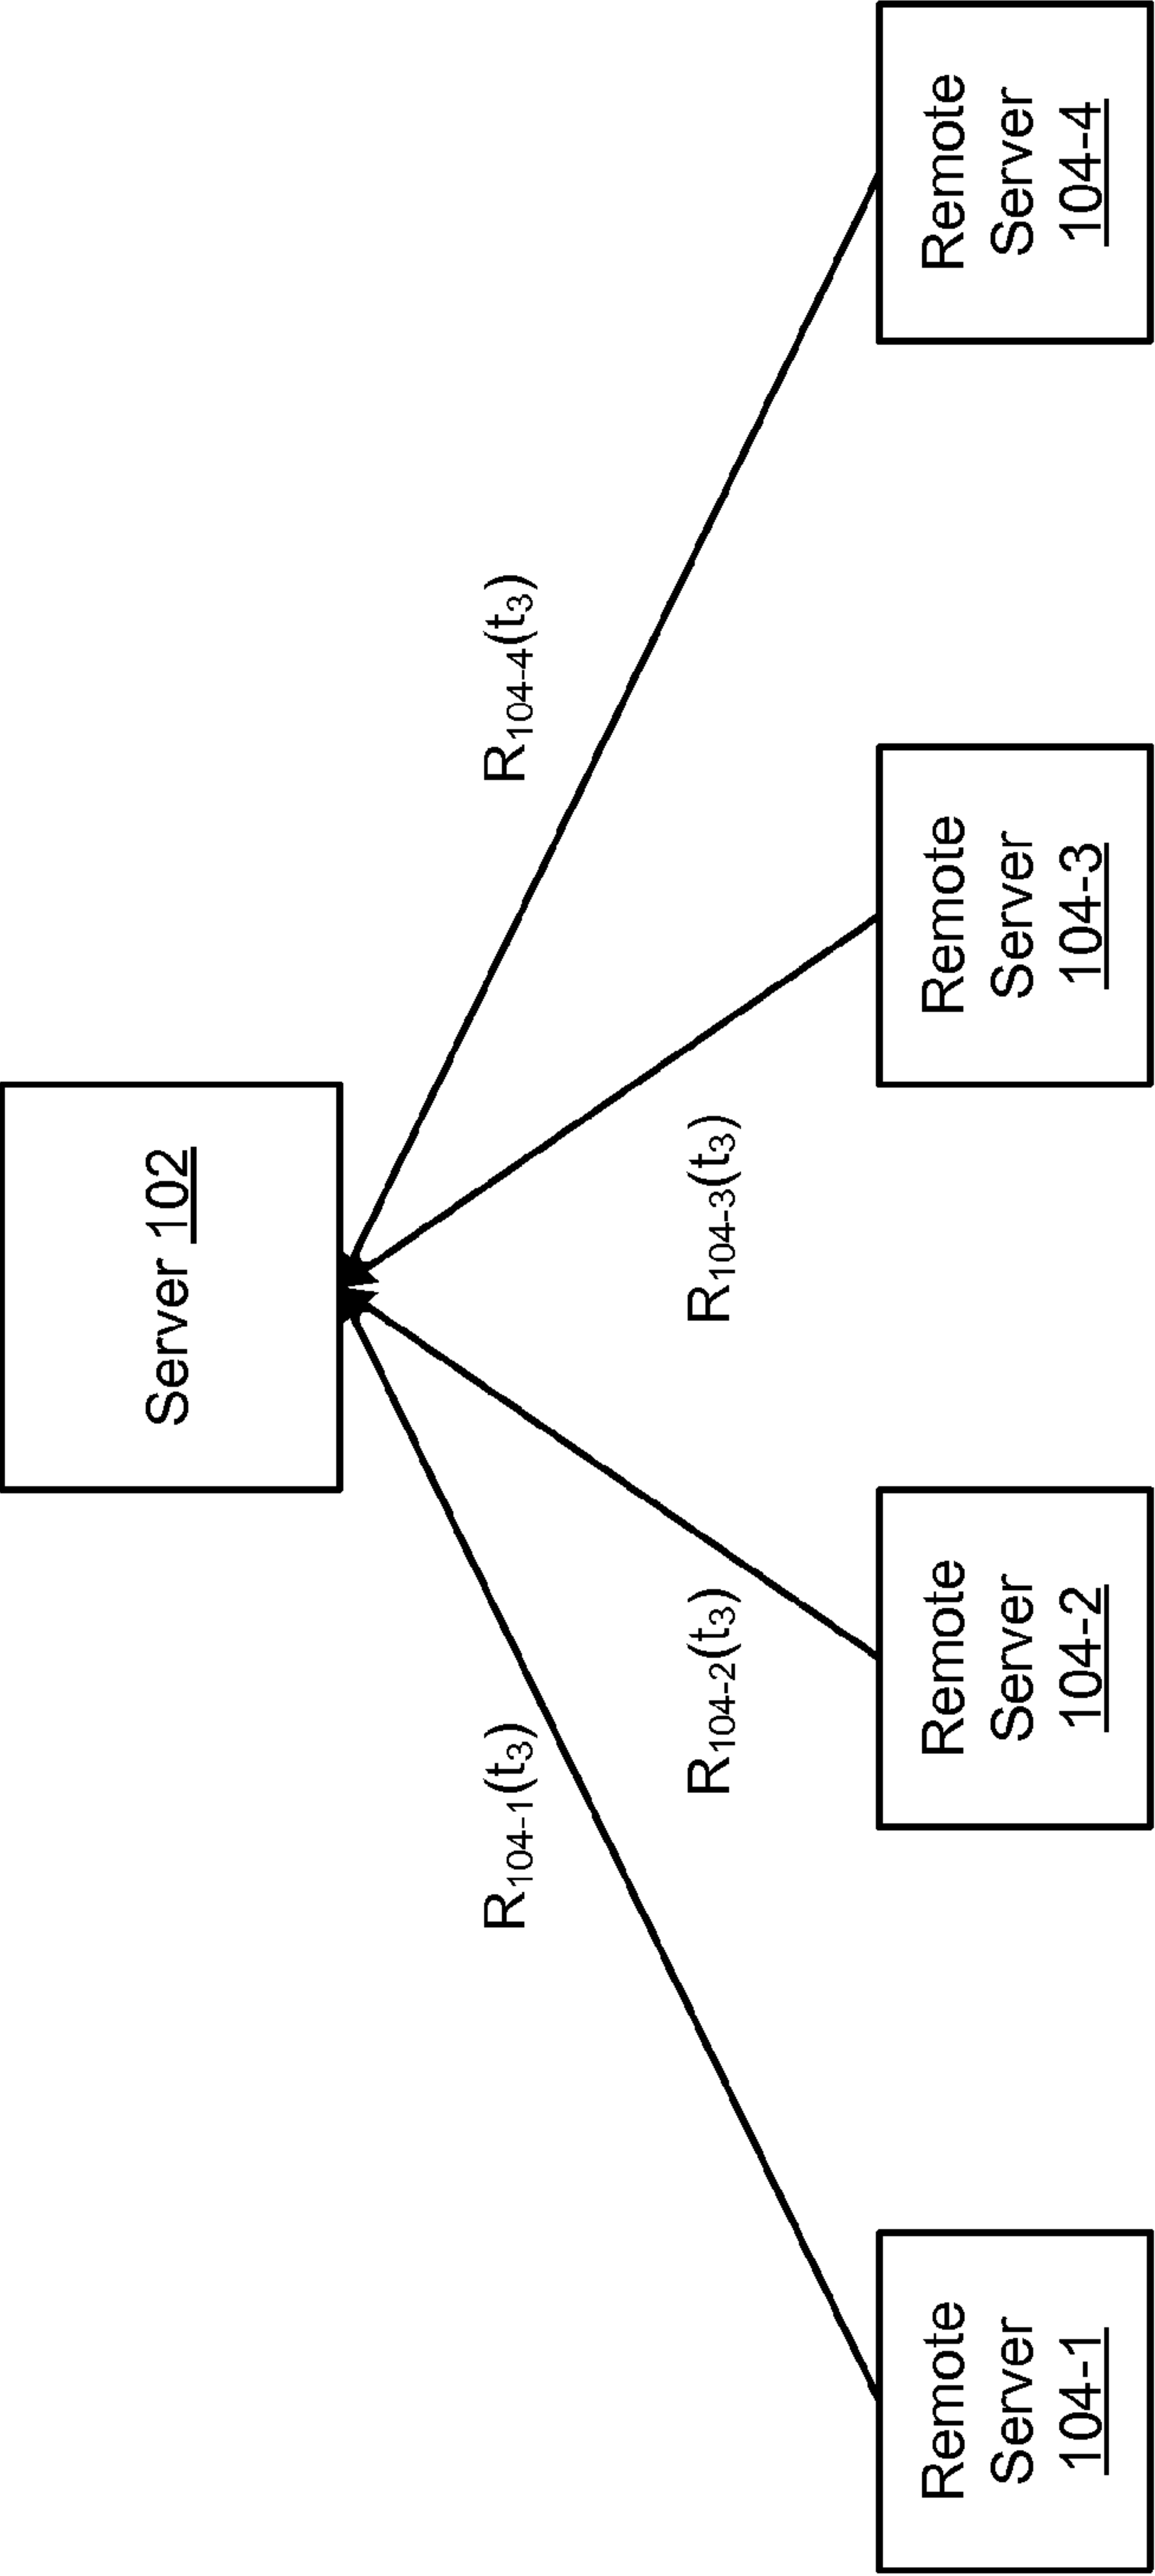 Server 102
R104-1(t3)
R104-4(t3)
R104-2(t3)
R104-3(t3)
Remote
Server
104-1
Remote
Server
104-2
Remote
Server
104-3
Remote
Server
104-4